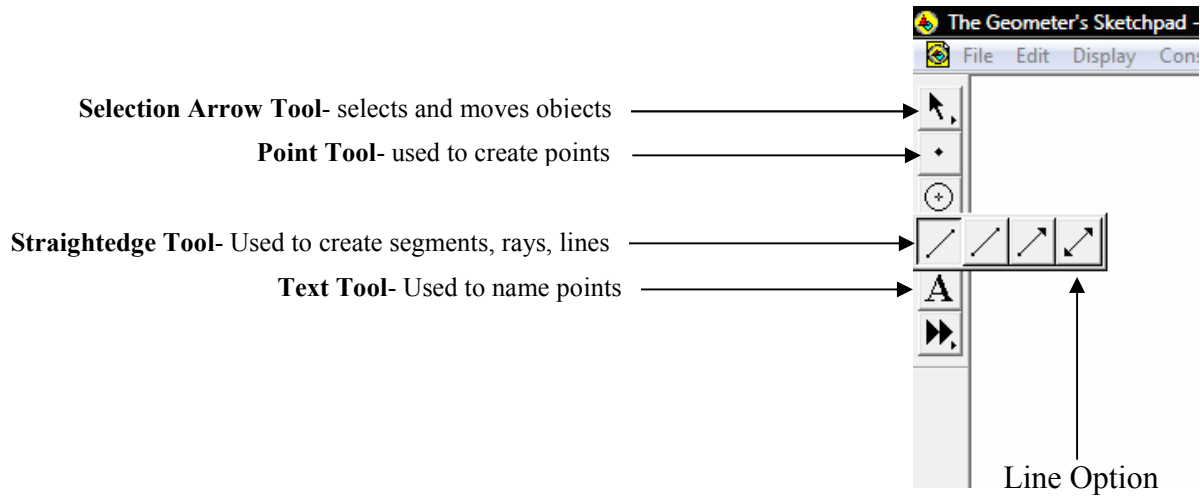 The Geometer's Sketchpad -
File Edit Display Cons
Selection Arrow Tool- selects and moves objects
Point Tool- used to create points
Straightedge Tool- Used to create segments, rays, lines
Text Tool- Used to name points
A
Line Option